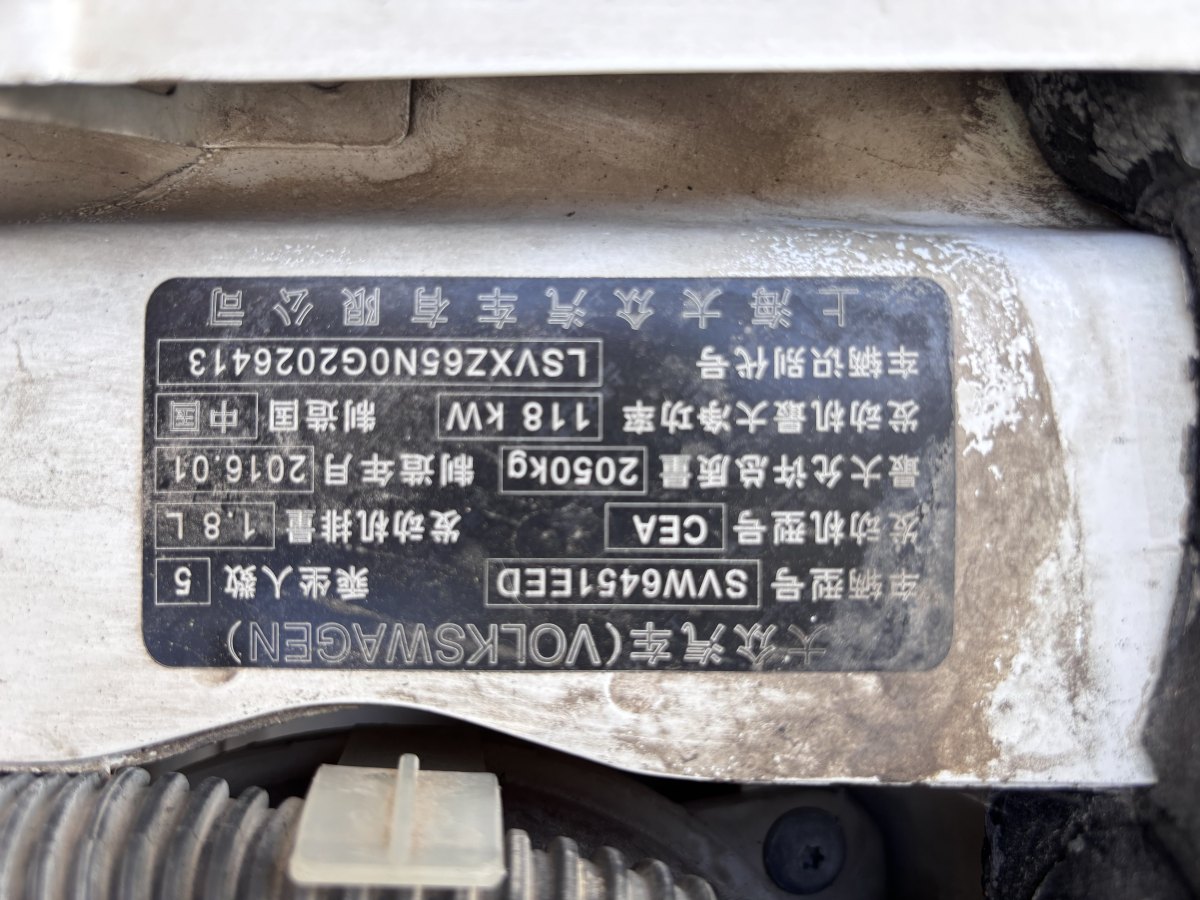 大众汽车(VOLKSWAGEN)
车辆型号 SVW6451EED 乘坐人数 5
发动机型号 CEA 发动机排量 1.8 L
最大允许总质量 2050kg 制造年月 2016.01
发动机最大净功率 118 kW 制造国 中国
车辆识别代号 LSVXZ65N0G2026413
上海大众汽车有限公司